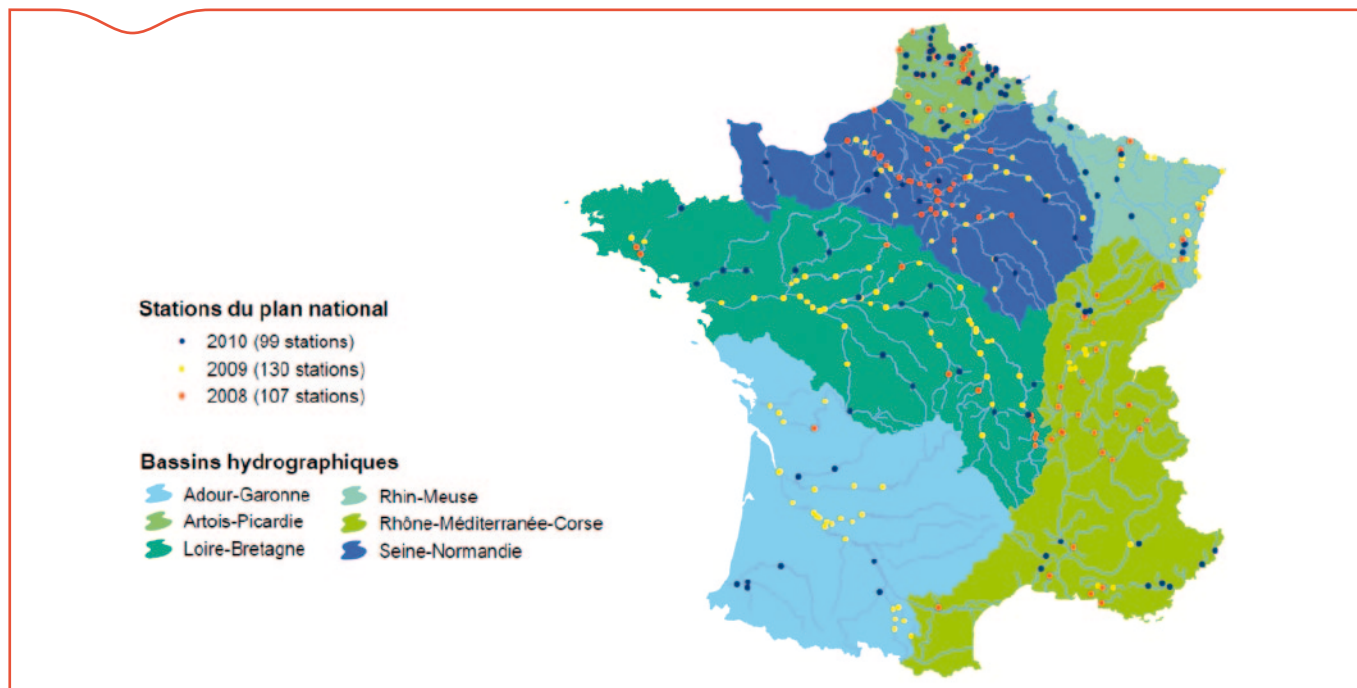 Stations du plan national
2010 (99 stations)
2009 (130 stations)
2008 (107 stations)
Bassins hydrographiques
Adour-Garonne
Artois-Picardie
Loire-Bretagne
Rhin-Meuse
Rhône-Méditerranée-Corse
Seine-Normandie